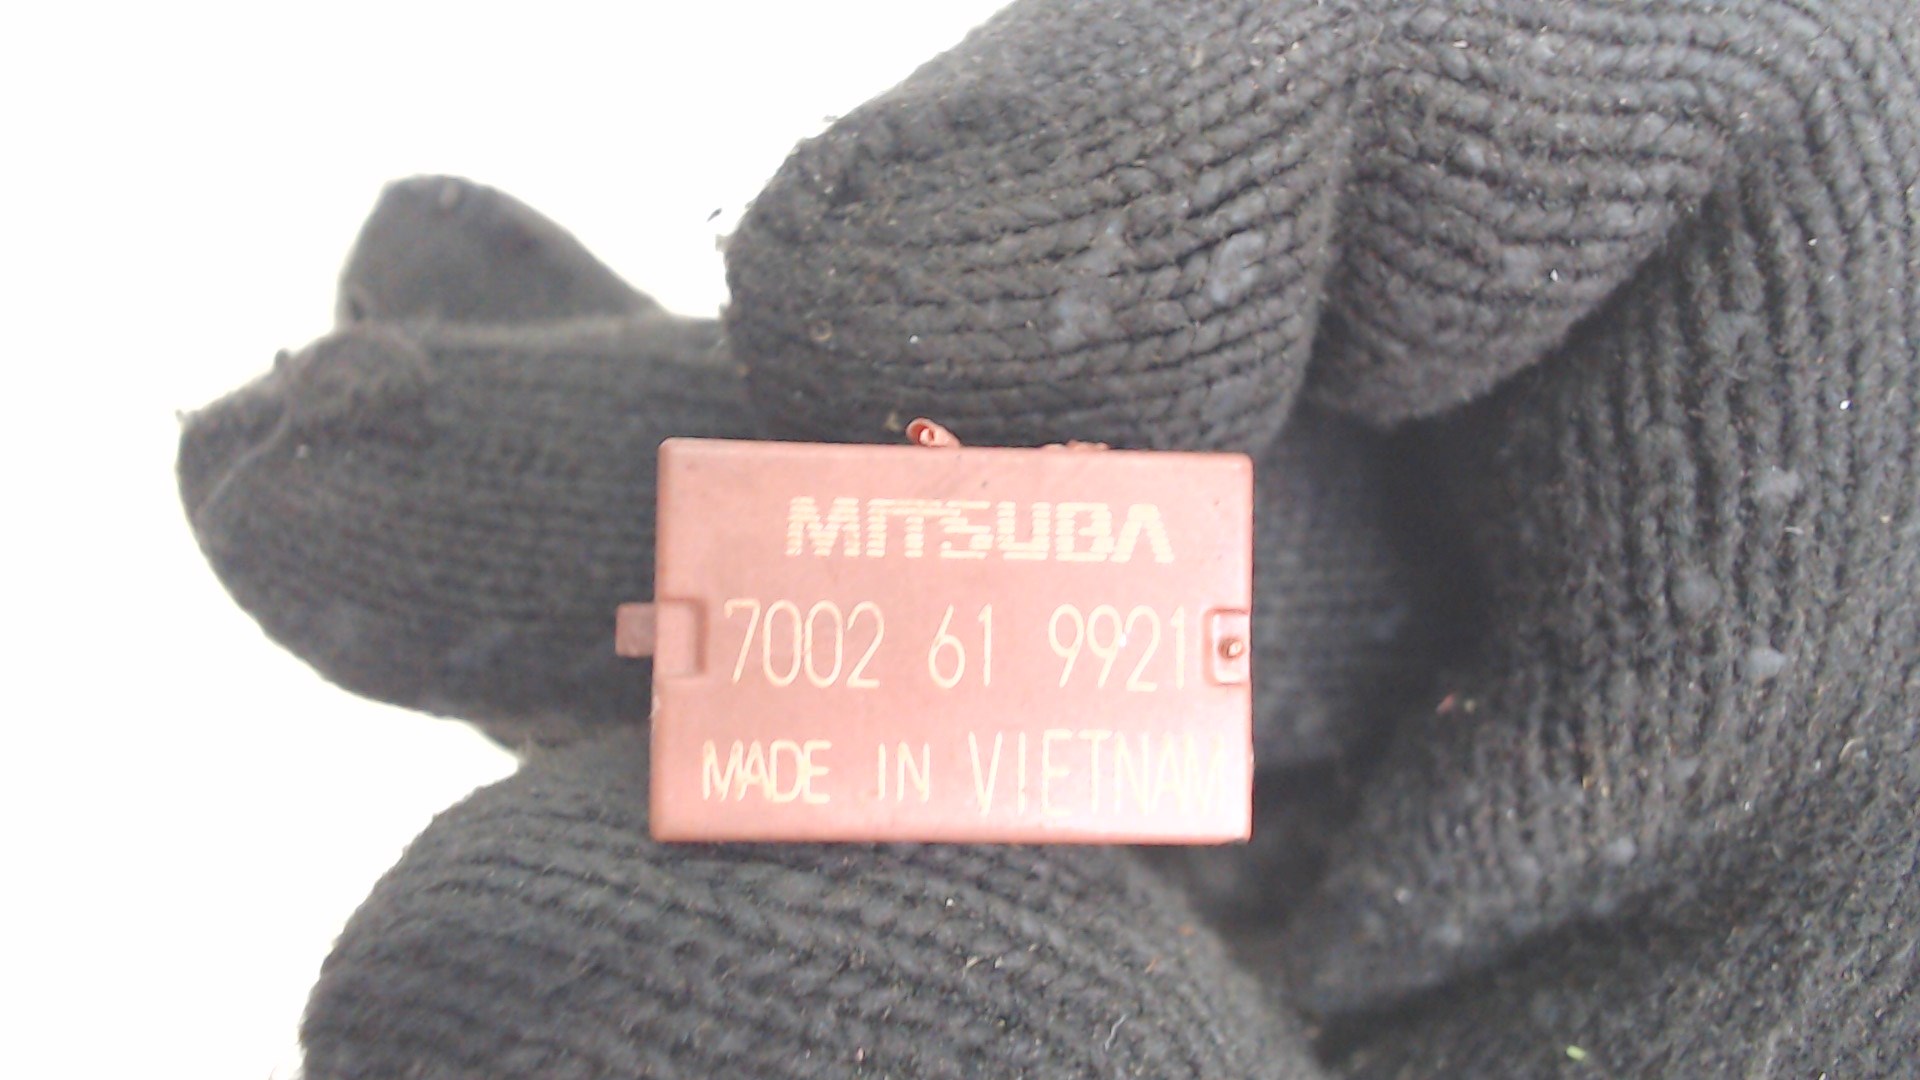 MITSUBA
7002 61 9921
MADE IN VIETNAM